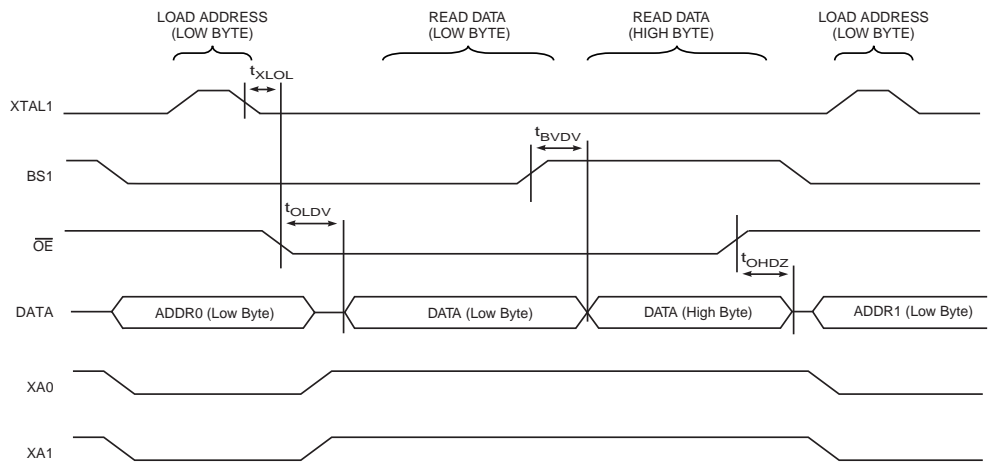 LOAD ADDRESS
(LOW BYTE)
READ DATA
(LOW BYTE)
READ DATA
(HIGH BYTE)
LOAD ADDRESS
(LOW BYTE)
tXLOL
XTAL1
tBVDV
BS1
tOLDV
OE
tOHDZ
DATA
ADDR0 (Low Byte)
DATA (Low Byte)
DATA (High Byte)
ADDR1 (Low Byte)
XA0
XA1